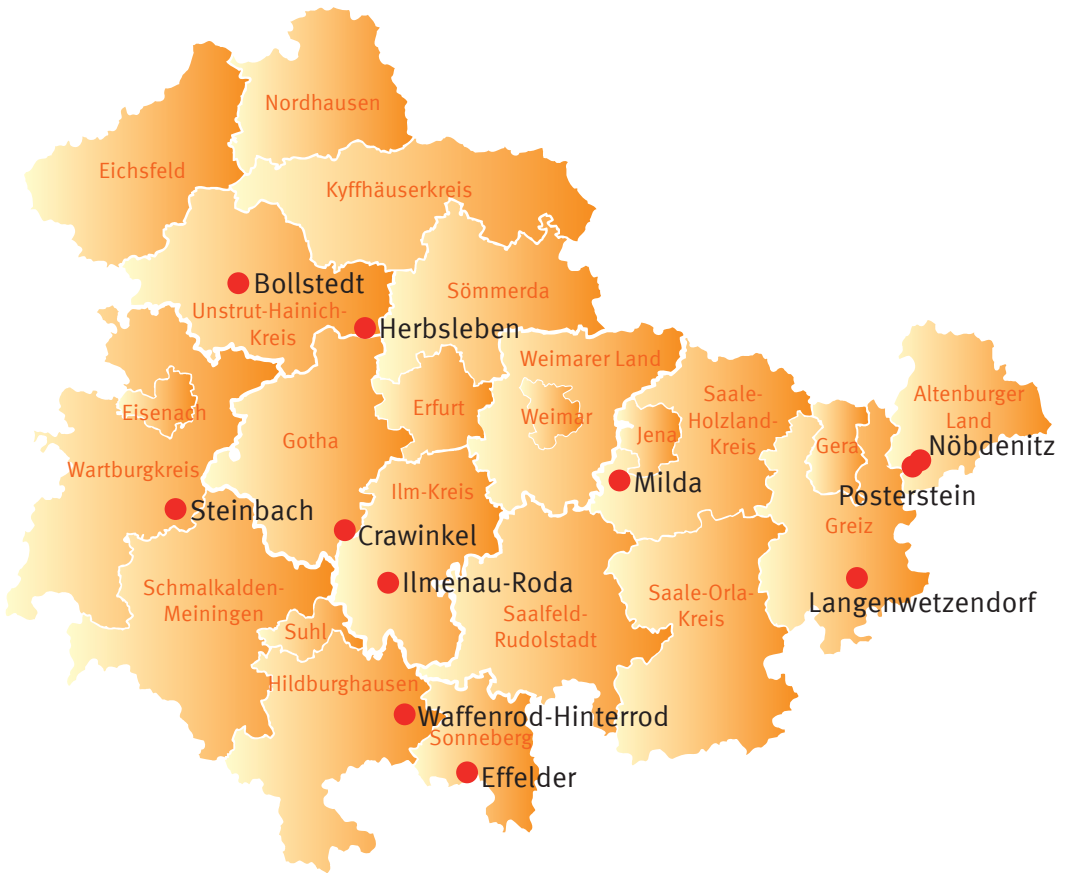 Nordhausen
Eichsfeld
Kyffhäuserkreis
Bollstedt
Sömmerda
Unstrut-Hainich-
Kreis
Herbsleben
Weimarer Land
Eisenach
Erfurt
Weimar
Saale-
Holzland-
Kreis
Altenburger
Land
Gotha
Jena
Gera
Nöbdenitz
Wartburgkreis
Ilm-Kreis
Milda
Posterstein
Steinbach
Crawinkel
Greiz
Schmalkalden-
Meiningen
Ilmenau-Roda
Saale-Orla-
Kreis
Langenwetzendorf
Saalfeld-
Rudolstadt
Suhl
Hildburghausen
Waffenrod-Hinterrod
Sonneberg
Effelder